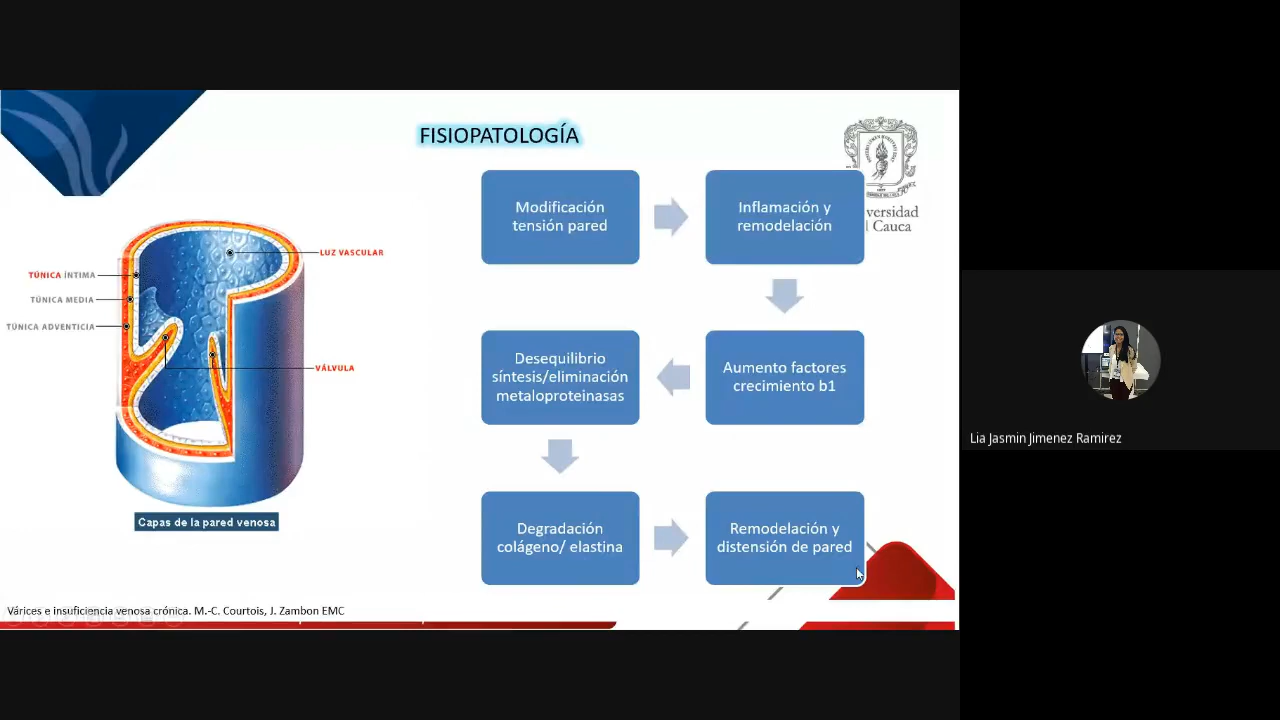 FISIOPATOLOGÍA
Modificación
tensión pared
Inflamación y
remodelación
versidad
l Cauca
LUZ VASCULAR
TÚNICA ÍNTIMA
TÚNICA MEDIA
TÚNICA ADVENTICIA
VÁLVULA
Capas de la pared venosa
Desequilibrio
síntesis/eliminación
metaloproteinasas
Aumento factores
crecimiento b1
Degradación
colágeno/ elastina
Remodelación y
distensión de pared
Várices e insuficiencia venosa crónica. M.-C. Courtois, J. Zambon EMC
Lia Jasmin Jimenez Ramirez